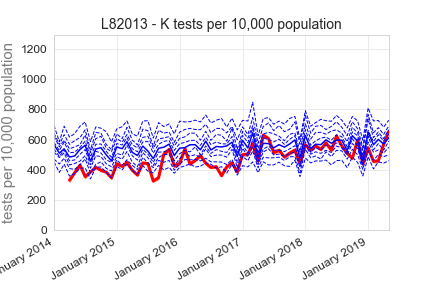 L82013 - K tests per 10,000 population
tests per 10,000 population
1200
1000
800
600
400
200
0
nuary 2014
January 2015
January 2016
January 2017
January 2018
January 2019